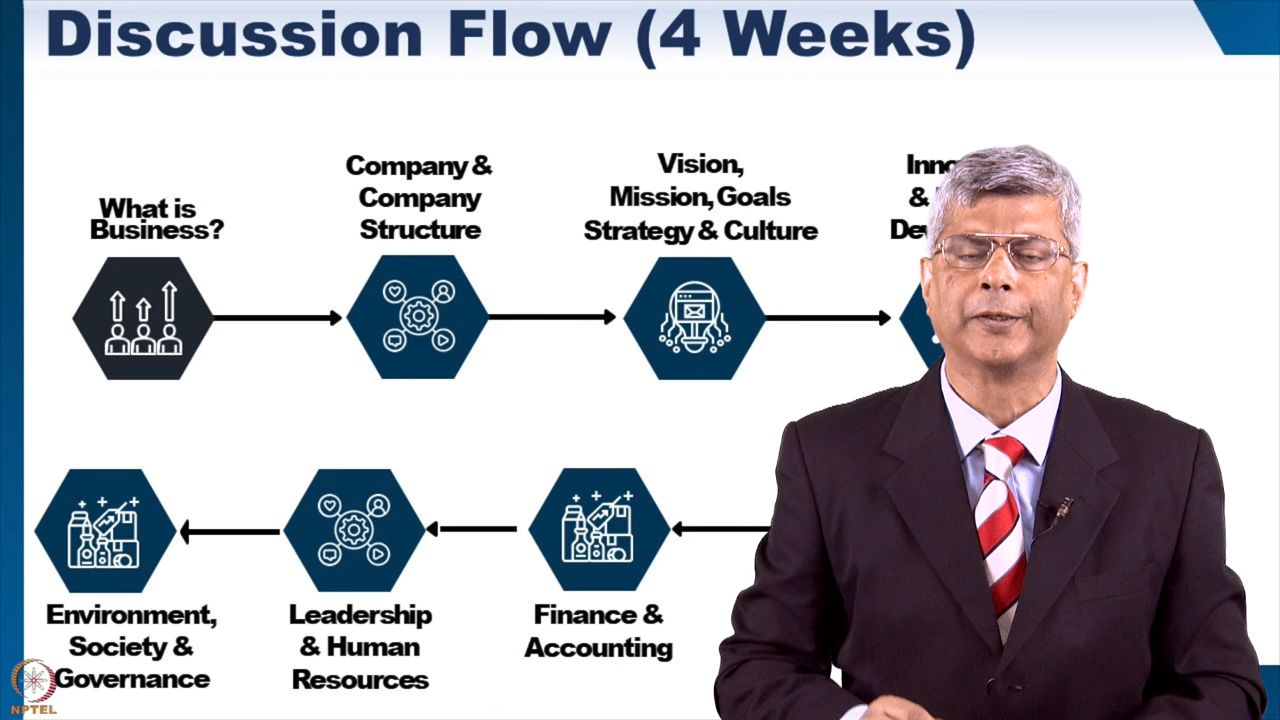 Discussion Flow (4 Weeks)
What is
Business?
Company &
Company
Structure
Vision,
Mission, Goals
Strategy & Culture
&
Environment,
Society &
Governance
Leadership
& Human
Resources
Finance &
Accounting
NPTEL